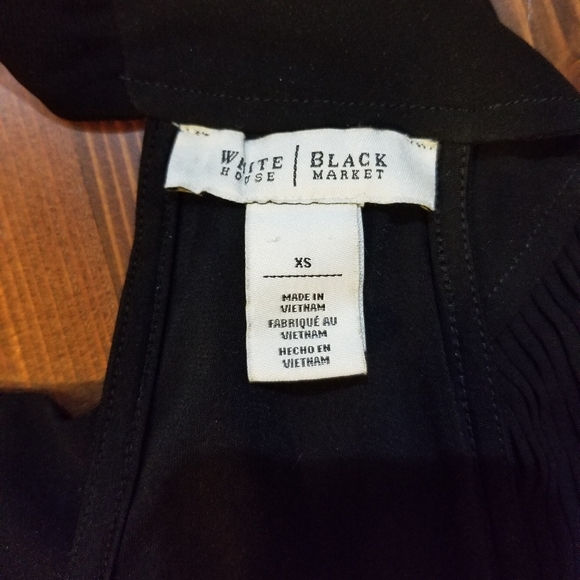 WHITE | BLACK
HOUSE | MARKET
XS
MADE IN
VIETNAM
FABRIQUÉ AU
VIETNAM
HECHO EN
VIETNAM